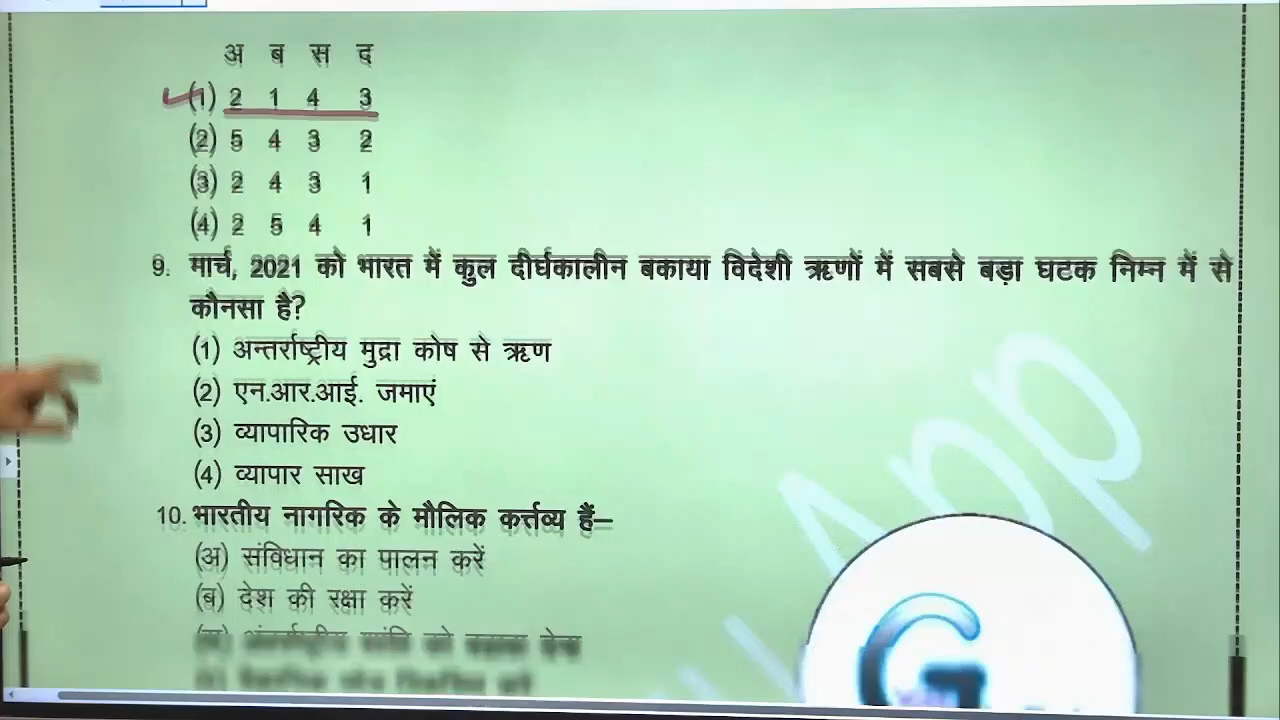 अ ब स द
(1) 2 1 4 3
(2) 5 4 3 2
(3) 2 4 3 1
(4) 2 5 4 1
9. मार्च, 2021 को भारत में कुल दीर्घकालीन बकाया विदेशी ऋणों में सबसे बड़ा घटक निम्न में से
कौनसा है?
(1) अन्तर्राष्ट्रीय मुद्रा कोष से ऋण
(2) एन.आर.आई. जमाएं
(3) व्यापारिक उधार
(4) व्यापार साख
10. भारतीय नागरिक के मौलिक कर्त्तव्य हैं–
(अ) संविधान का पालन करें
(ब) देश की रक्षा करें
App
G